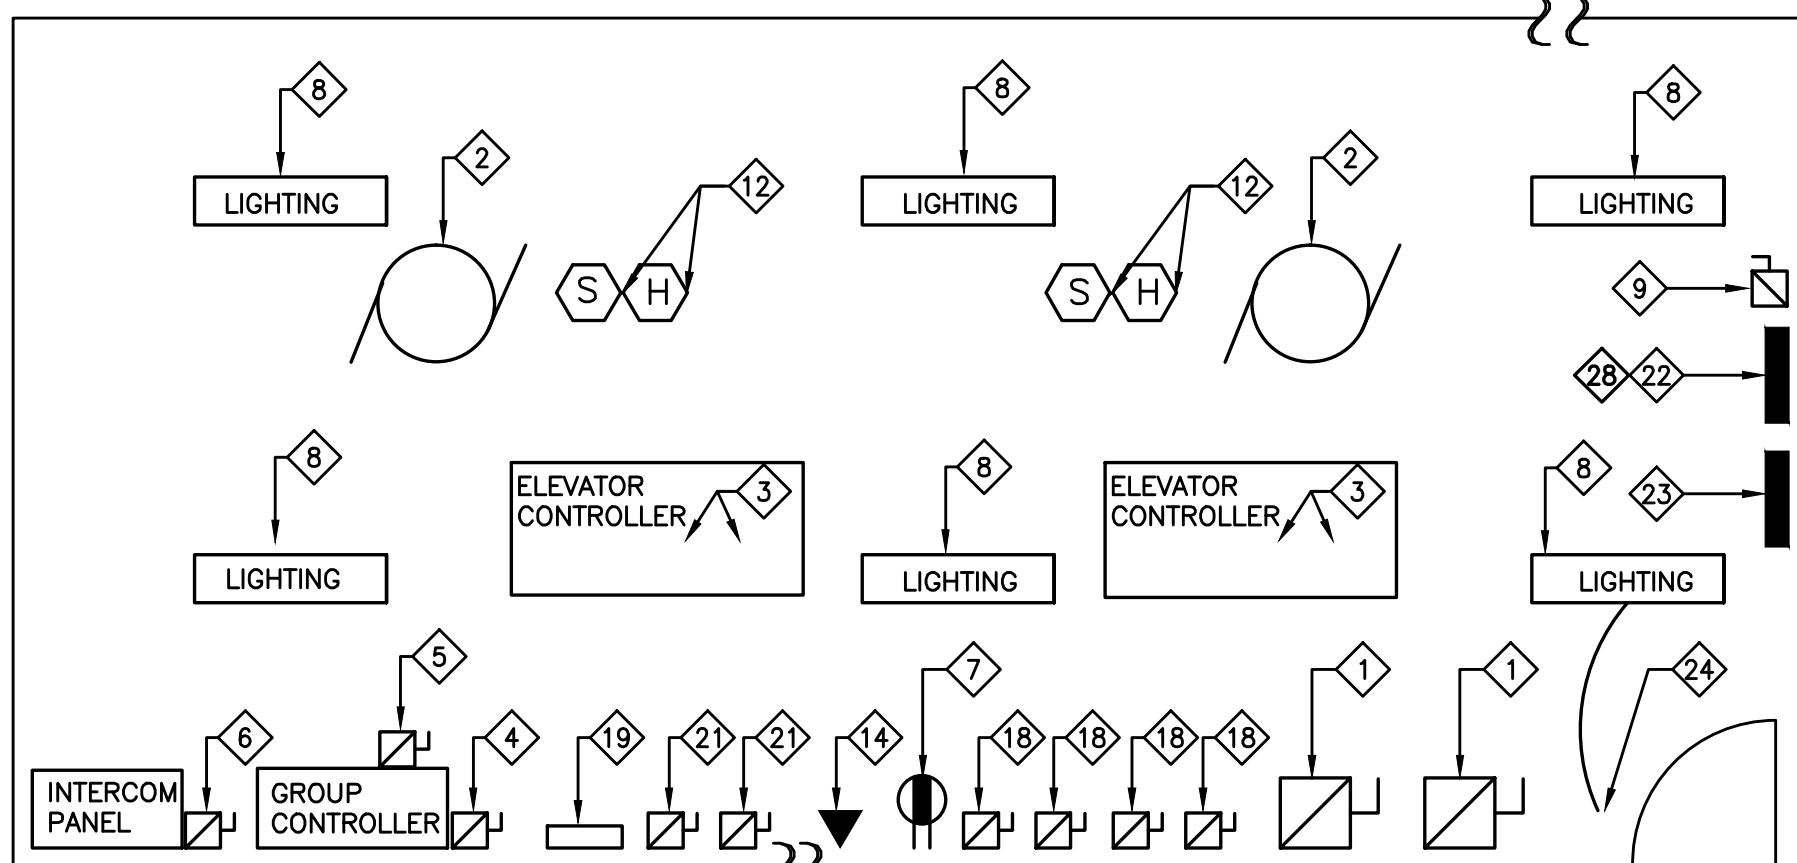 8
8
8
2
2
12
12
LIGHTING
LIGHTING
LIGHTING
S H
S H
9
28 22
8
8
8
3
3
23
ELEVATOR
CONTROLLER
ELEVATOR
CONTROLLER
LIGHTING
LIGHTING
LIGHTING
5
7
1
1
24
6
4
19
21
21
14
18
18
18
18
INTERCOM
PANEL
GROUP
CONTROLLER